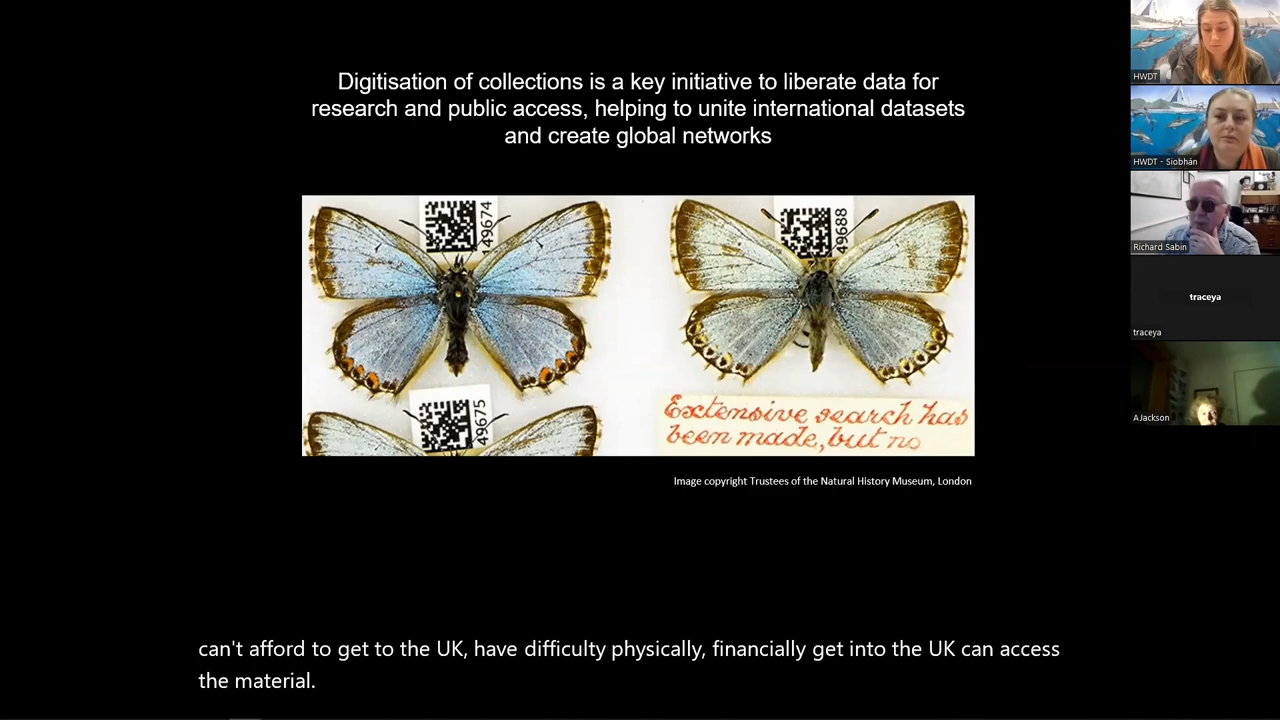 Digitisation of collections is a key initiative to liberate data for
research and public access, helping to unite international datasets
and create global networks
49674
49688
49675
Extensive search has
been made, but no
Image copyright Trustees of the Natural History Museum, London
can't afford to get to the UK, have difficulty physically, financially get into the UK can access
the material.
HWDT
HWDT - Siobhán
Richard Sabin
traceya
traceya
AJackson